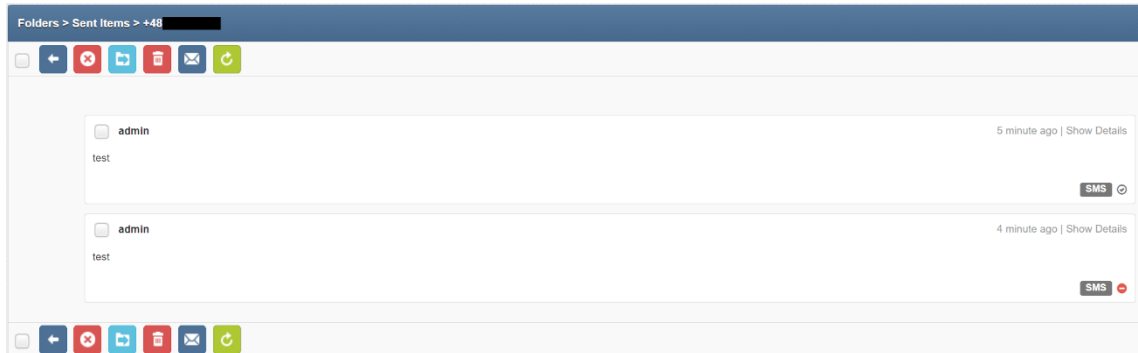 Folders > Sent Items > +48
admin
5 minute ago | Show Details
test
SMS
admin
4 minute ago | Show Details
test
SMS